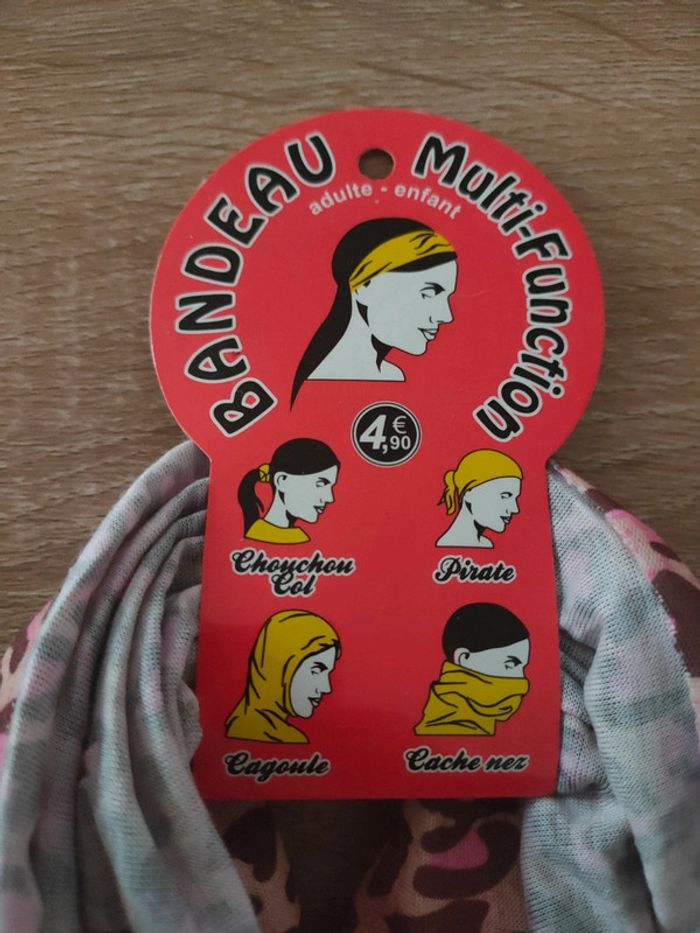 BANDEAU Multi-Function
adulte - enfant
4,€90
Chouchou
Col
Pirate
Cagoule
Cache nez